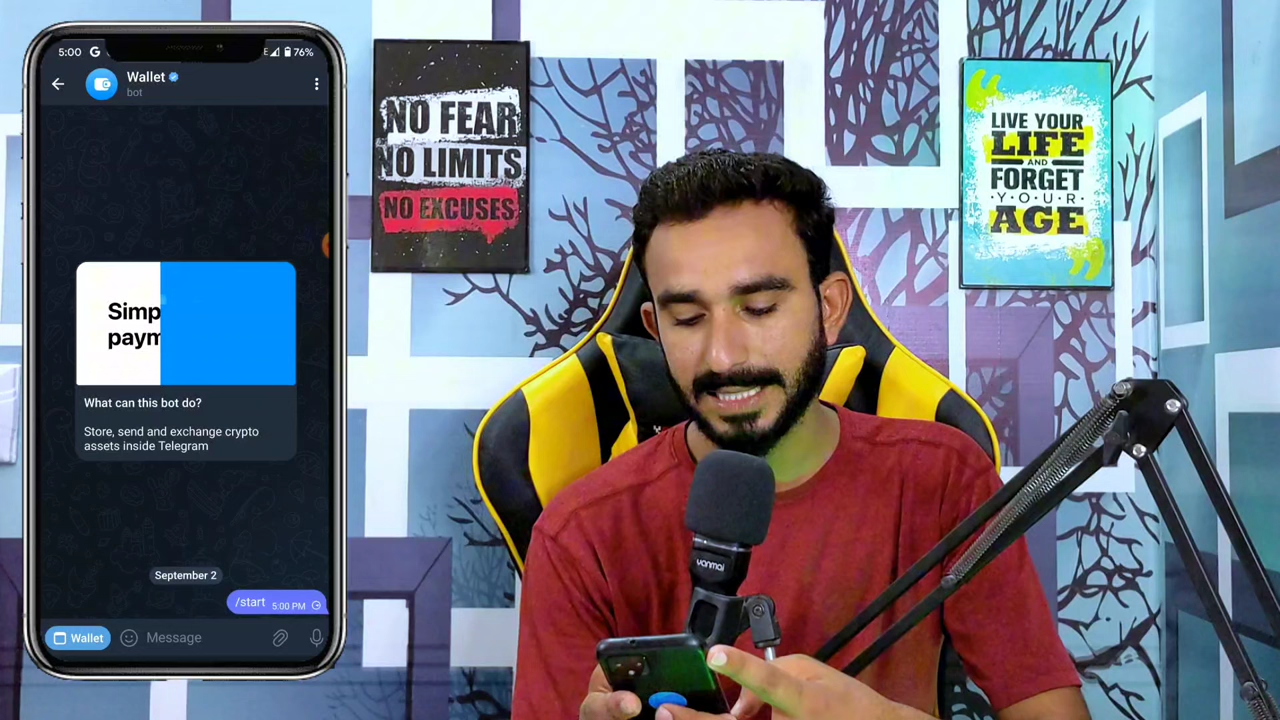 5:00 G
E 76%
Wallet
bot
Simp
paym
What can this bot do?
Store, send and exchange crypto
assets inside Telegram
September 2
/start 5:00 PM
Wallet
Message
NO FEAR
NO LIMITS
NO EXCUSES
LIVE YOUR
LIFE
AND
FORGET
·Y·O·U·R·
AGE
vanmai